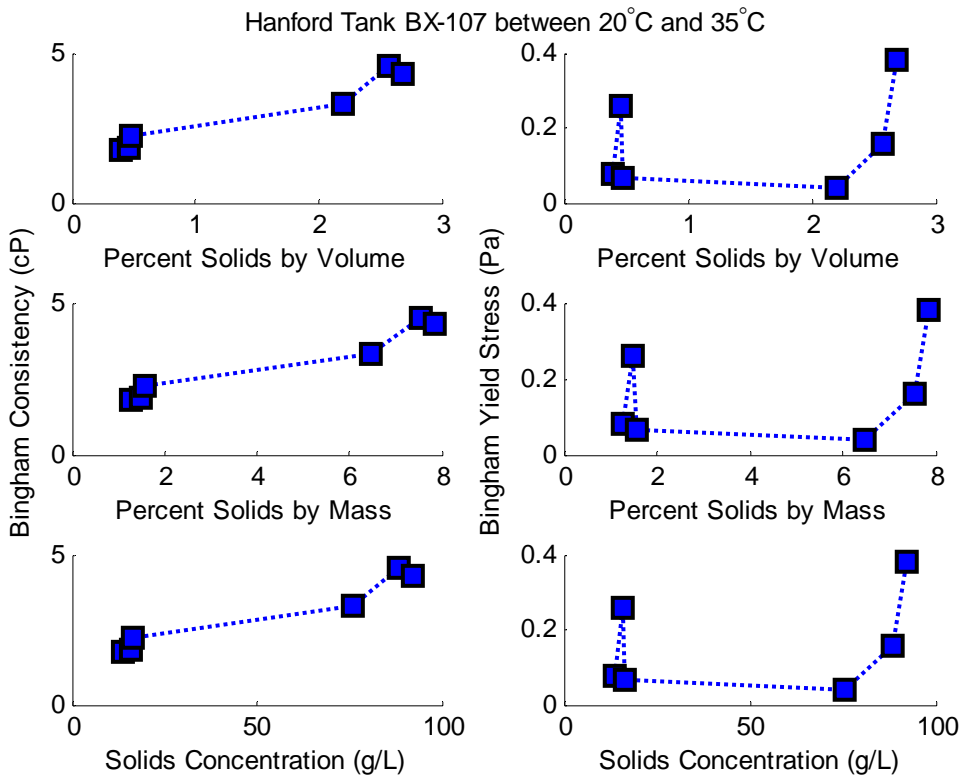 Hanford Tank BX-107 between 20°C and 35°C
Bingham Consistency (cP)
5
0
0 1 2 3
Percent Solids by Volume
5
0
0 2 4 6 8
Percent Solids by Mass
5
0
0 50 100
Solids Concentration (g/L)
Bingham Yield Stress (Pa)
0.4
0.2
0
0 1 2 3
Percent Solids by Volume
0.4
0.2
0
0 2 4 6 8
Percent Solids by Mass
0.4
0.2
0
0 50 100
Solids Concentration (g/L)